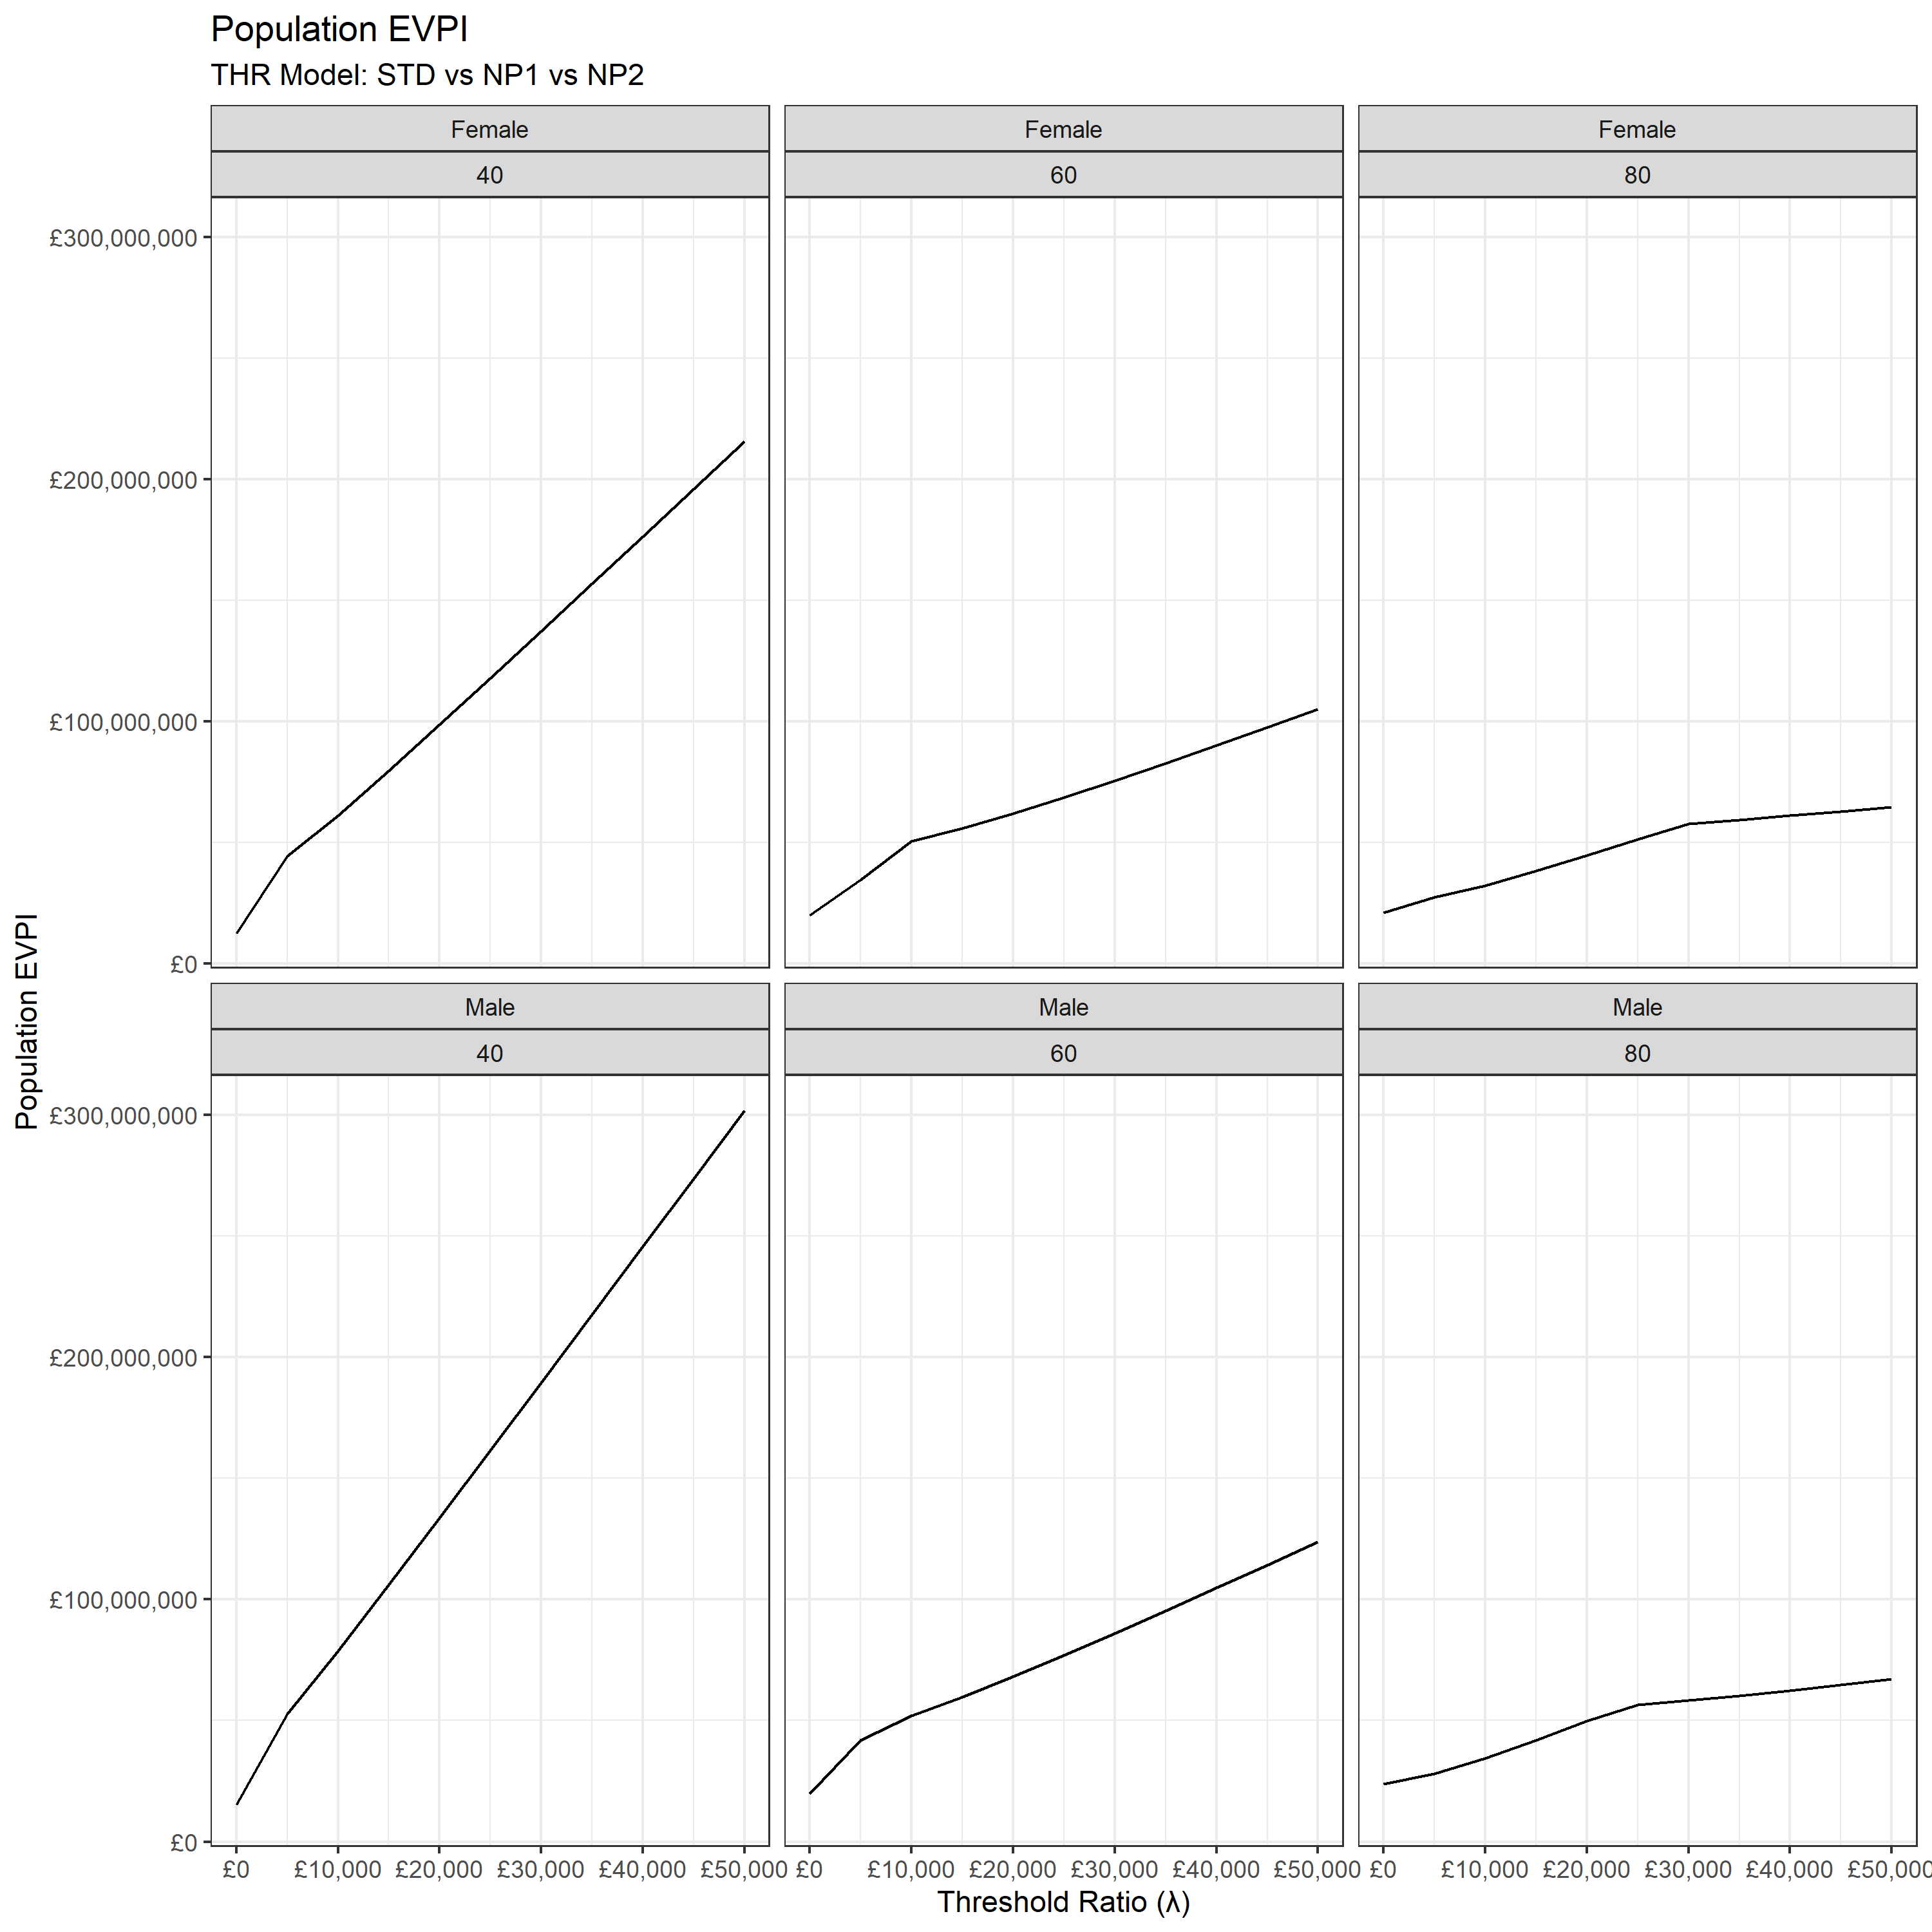 Population EVPI
THR Model: STD vs NP1 vs NP2
Female
Female
Female
40
60
80
£300,000,000
£200,000,000
£100,000,000
£0
Male
Male
Male
40
60
80
£300,000,000
£200,000,000
£100,000,000
£0
£0 £10,000 £20,000 £30,000 £40,000 £50,000
£0 £10,000 £20,000 £30,000 £40,000 £50,000
£0 £10,000 £20,000 £30,000 £40,000 £50,000
Threshold Ratio (λ)
Population EVPI